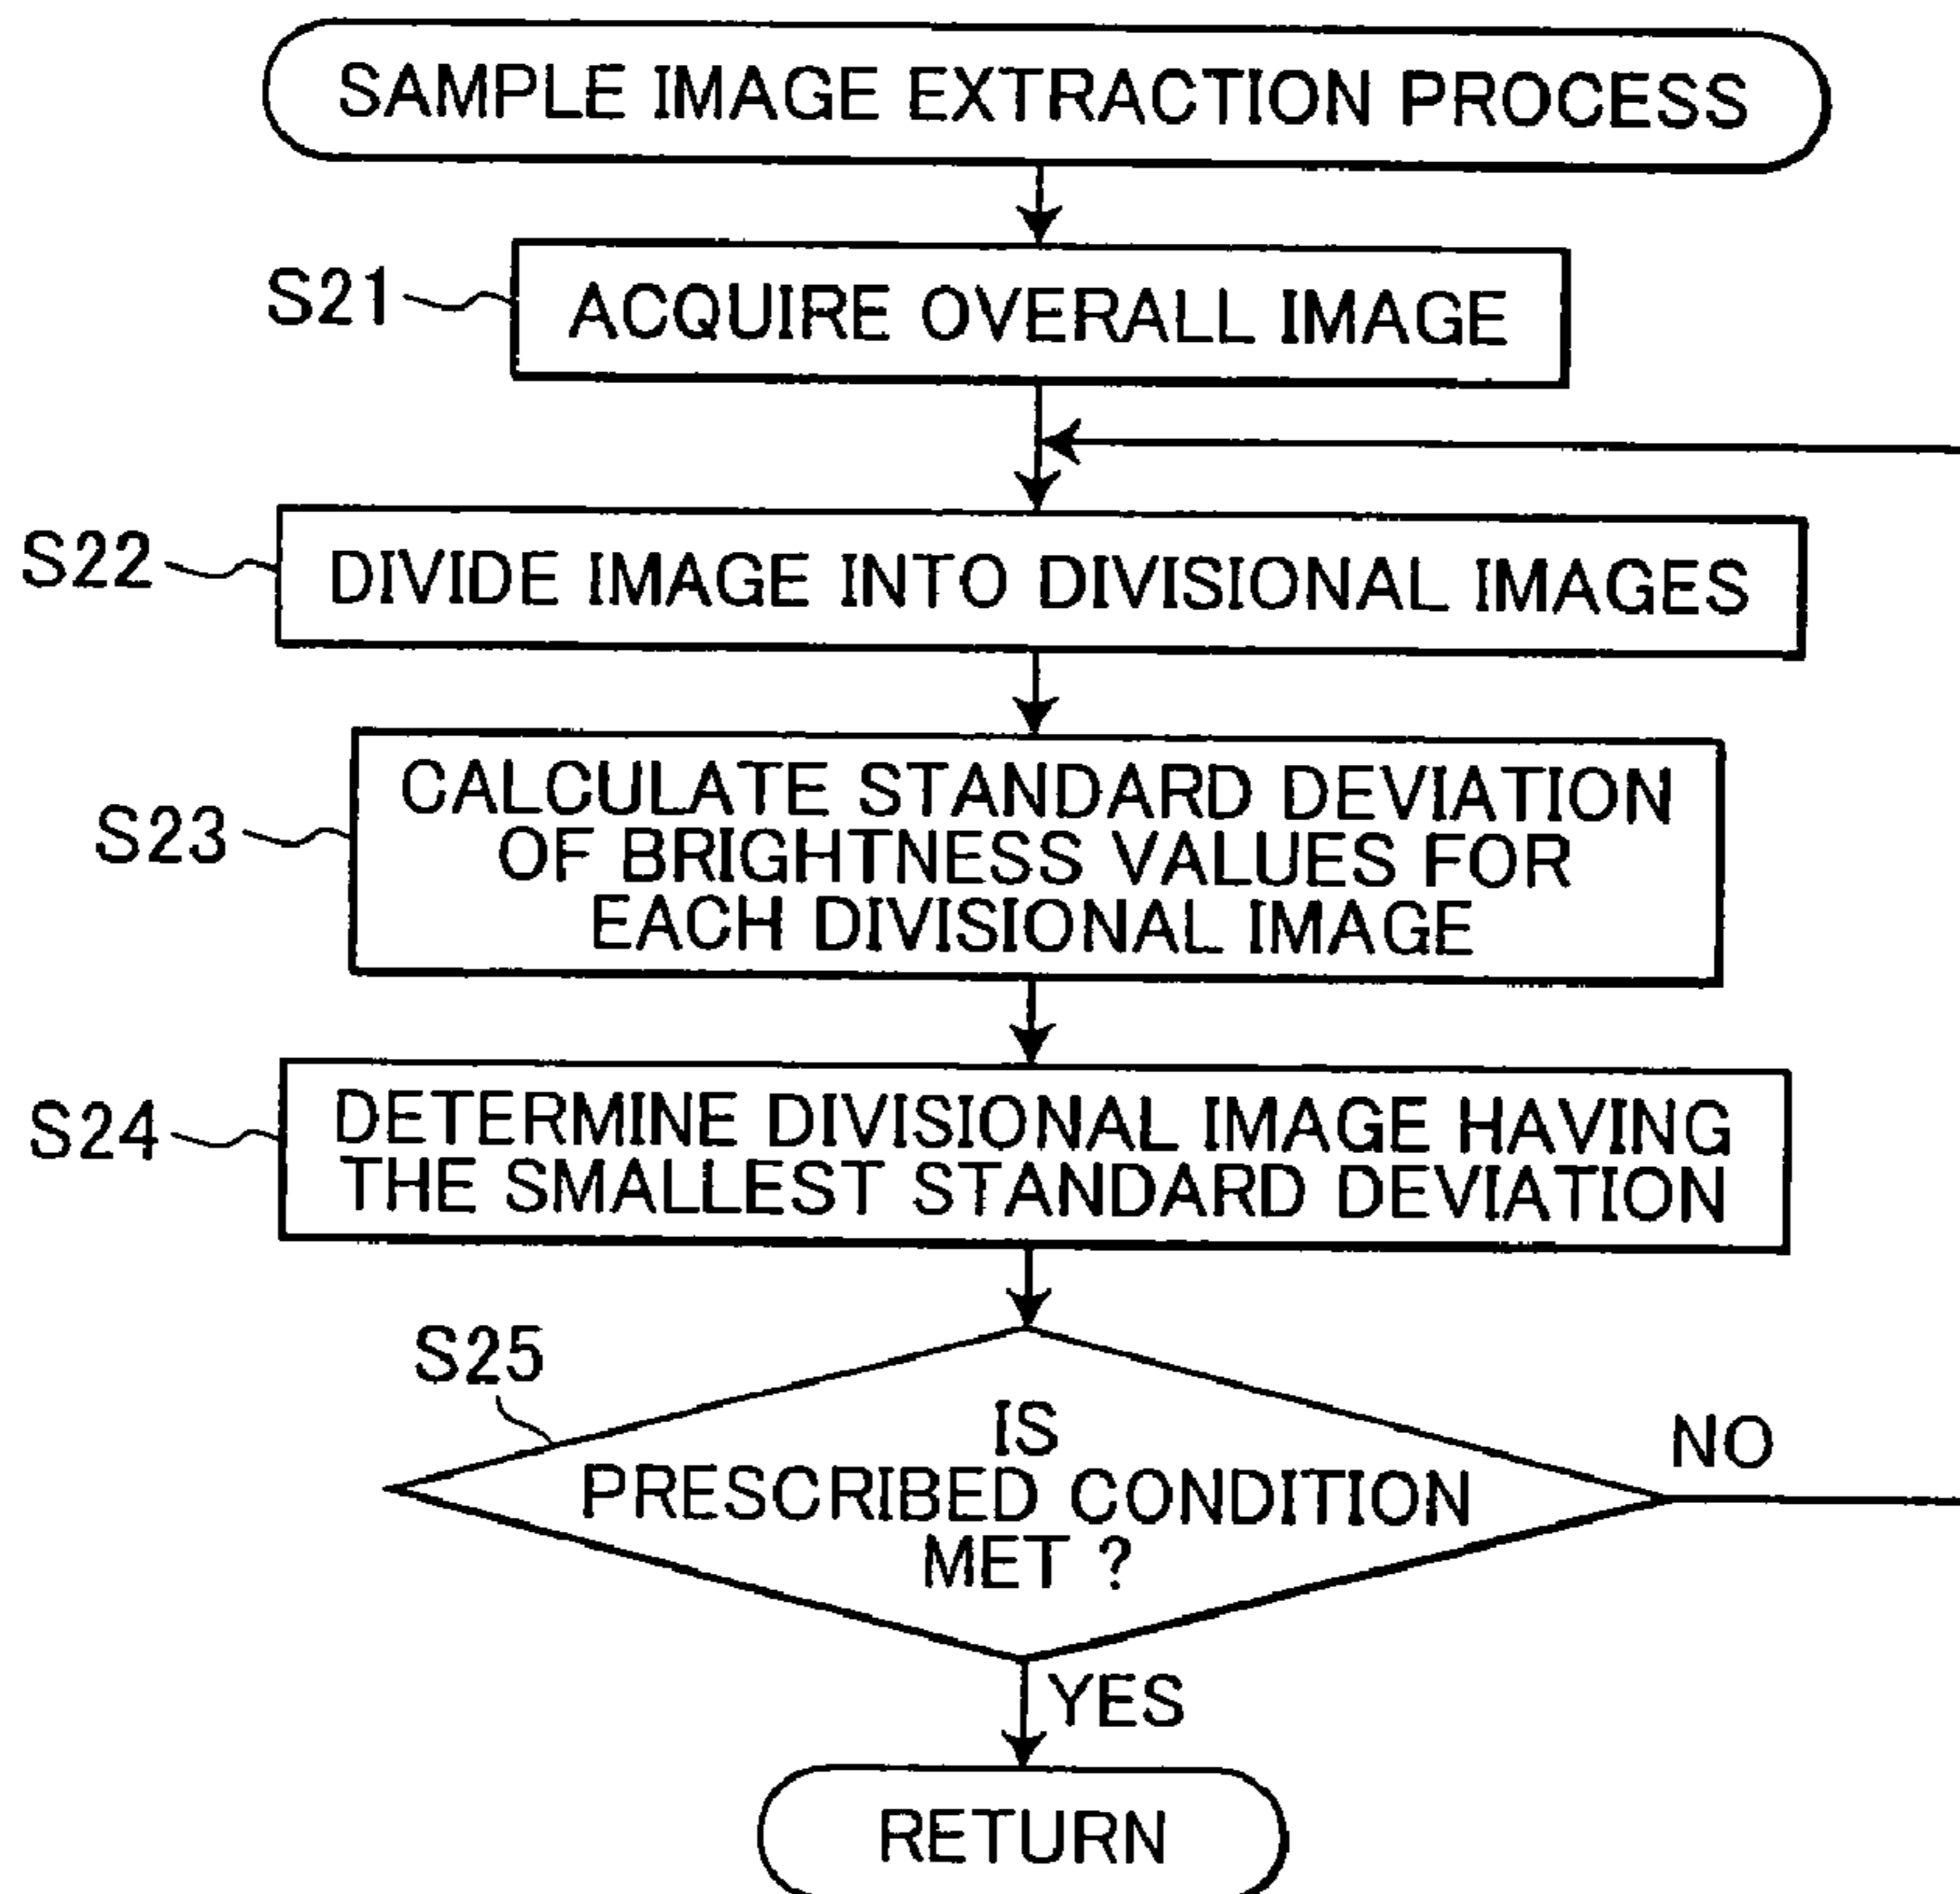 SAMPLE IMAGE EXTRACTION PROCESS
S21
ACQUIRE OVERALL IMAGE
S22
DIVIDE IMAGE INTO DIVISIONAL IMAGES
S23
CALCULATE STANDARD DEVIATION
OF BRIGHTNESS VALUES FOR
EACH DIVISIONAL IMAGE
S24
DETERMINE DIVISIONAL IMAGE HAVING
THE SMALLEST STANDARD DEVIATION
S25
IS
PRESCRIBED CONDITION
MET ?
NO
YES
RETURN